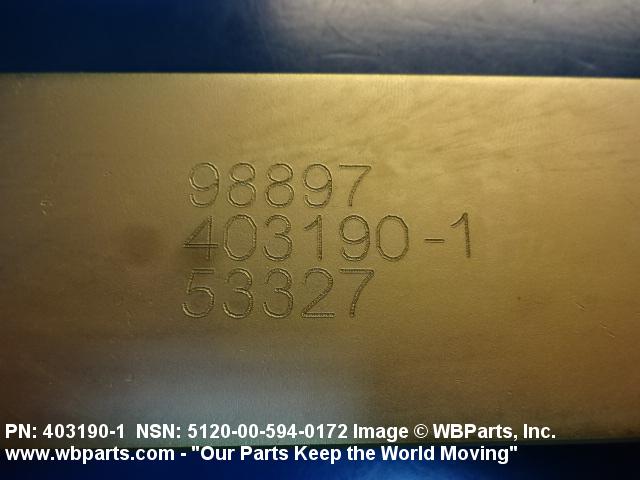 98897
403190-1
53327
PN: 403190-1 NSN: 5120-00-594-0172 Image © WBParts, Inc.
www.wbparts.com - "Our Parts Keep the World Moving"